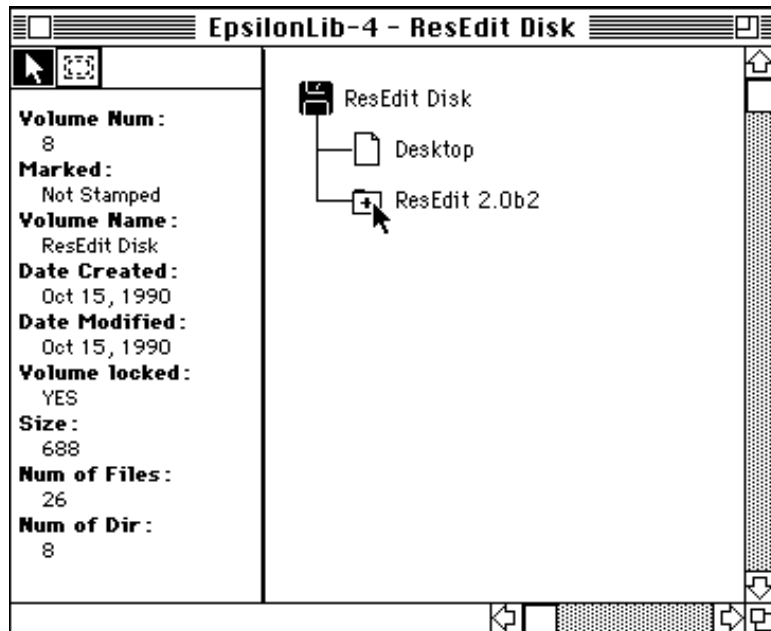 EpsilonLib-4 - ResEdit Disk
Volume Num:
8
Marked:
Not Stamped
Volume Name:
ResEdit Disk
Date Created:
Oct 15, 1990
Date Modified:
Oct 15, 1990
Volume locked:
YES
Size:
688
Num of Files:
26
Num of Dir:
8
ResEdit Disk
Desktop
ResEdit 2.0b2